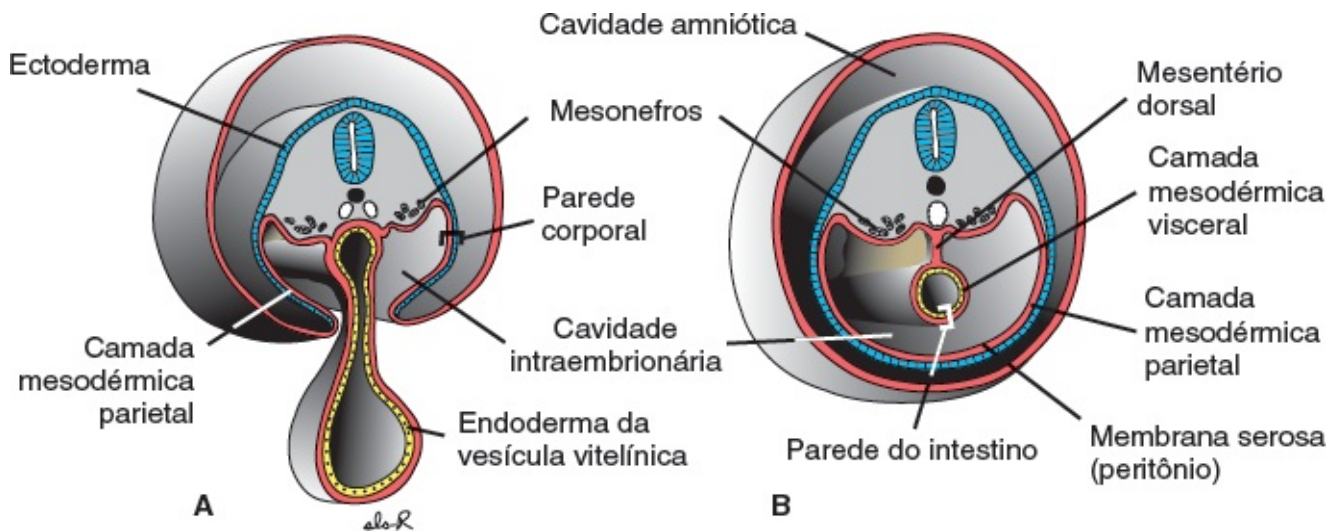 Ectoderma
Mesonefros
Parede
corporal
Camada
mesodérmica
parietal
Cavidade
intraembrionária
Endoderma da
vesícula vitelínica
A
Cavidade amniótica
Mesentério
dorsal
Camada
mesodérmica
visceral
Camada
mesodérmica
parietal
Parede do intestino
Membrana serosa
(peritônio)
B